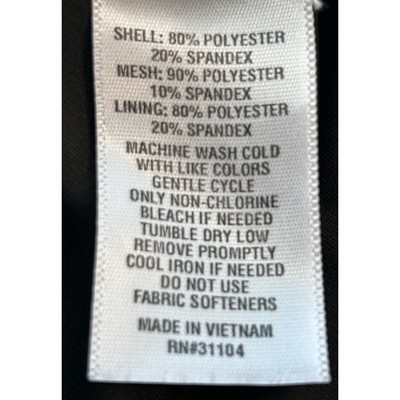 SHELL: 80% POLYESTER
20% SPANDEX
MESH: 90% POLYESTER
10% SPANDEX
LINING: 80% POLYESTER
20% SPANDEX
MACHINE WASH COLD
WITH LIKE COLORS
GENTLE CYCLE
ONLY NON-CHLORINE
BLEACH IF NEEDED
TUMBLE DRY LOW
REMOVE PROMPTLY
COOL IRON IF NEEDED
DO NOT USE
FABRIC SOFTENERS
MADE IN VIETNAM
RN#31104